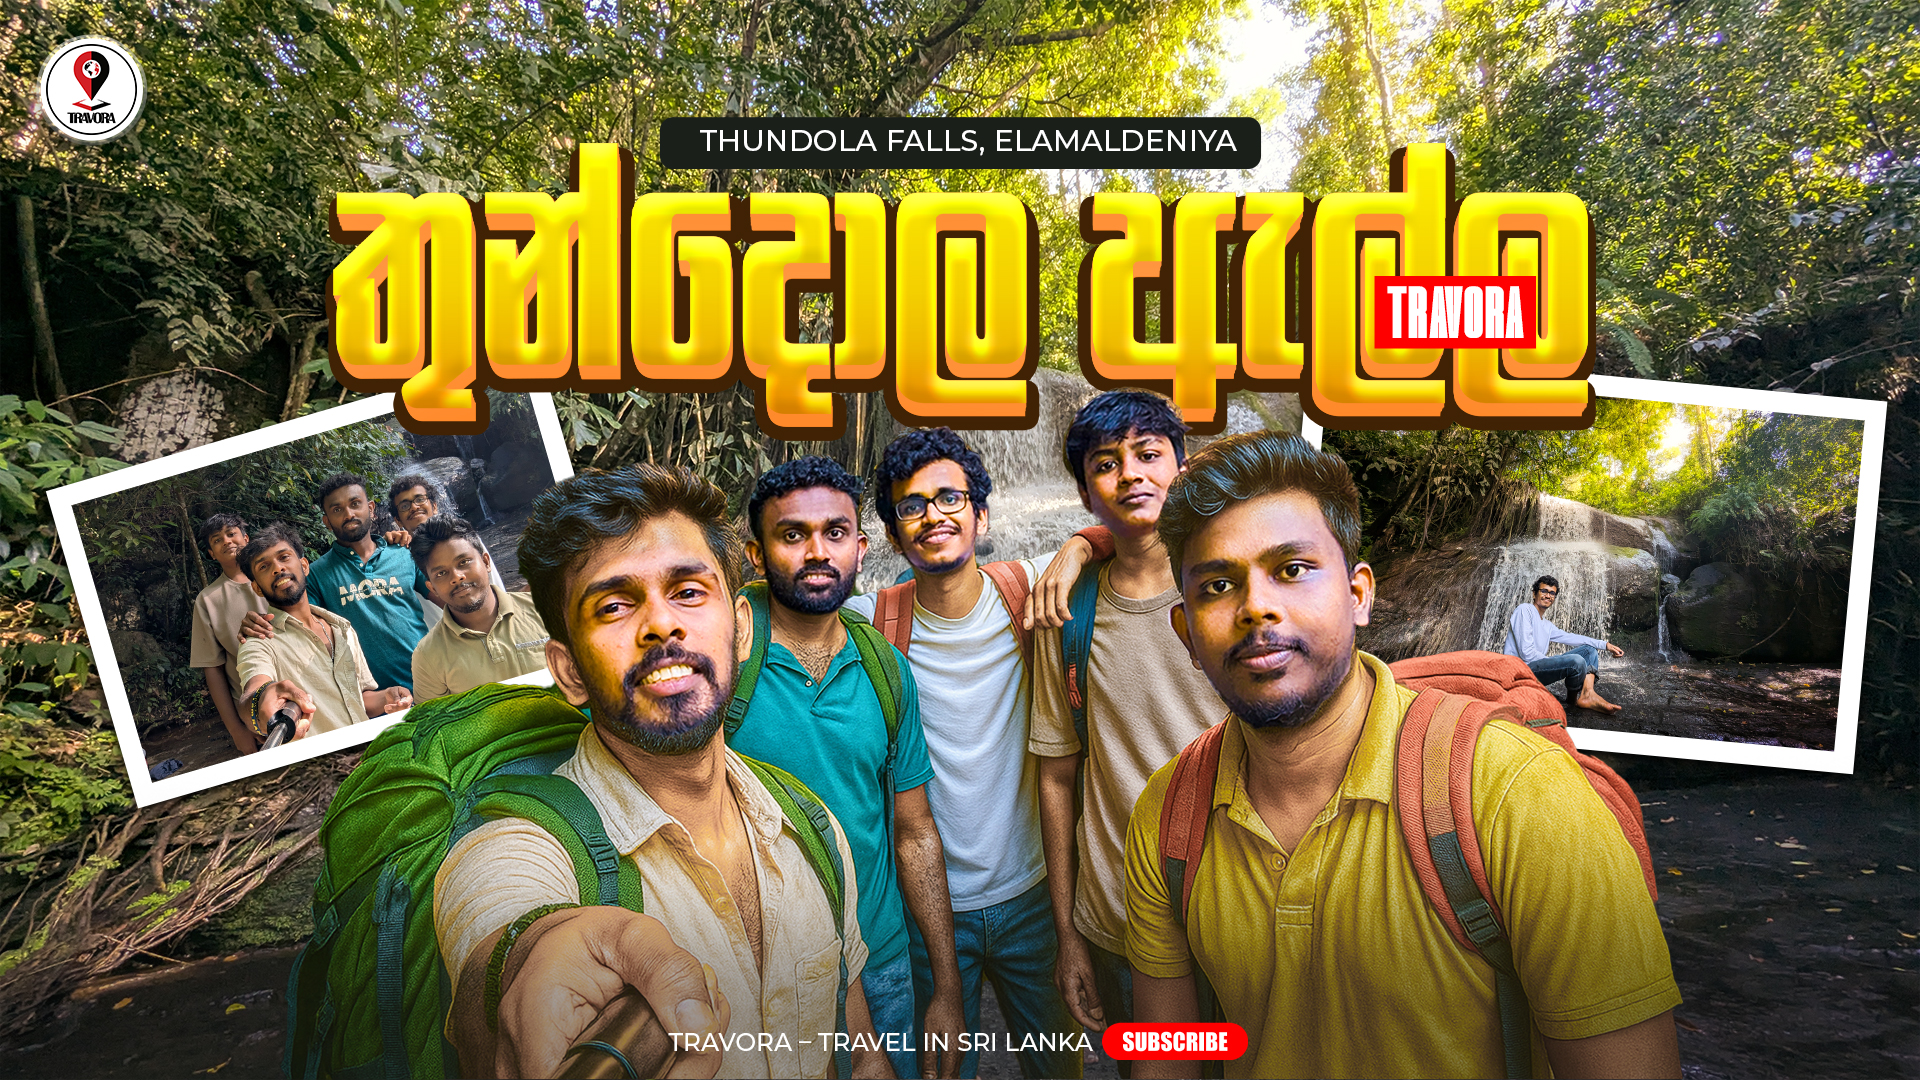 TRAVORA
THUNDOLA FALLS, ELAMALDENIYA
තුන්දොල ඇල්ල
TRAVORA
MORA
TRAVORA – TRAVEL IN SRI LANKA
SUBSCRIBE